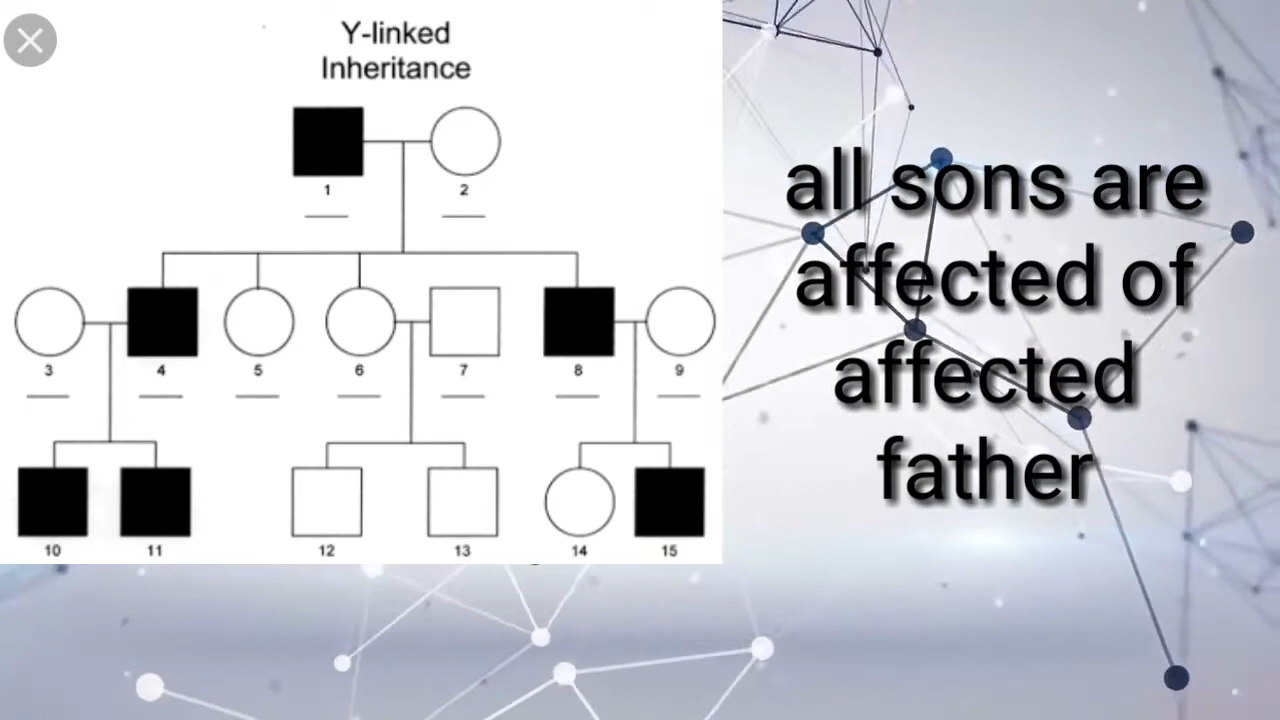 Y-linked
Inheritance
1 2
3 4 5 6 7 8 9
10 11 12 13 14 15
all sons are
affected of
affected
father